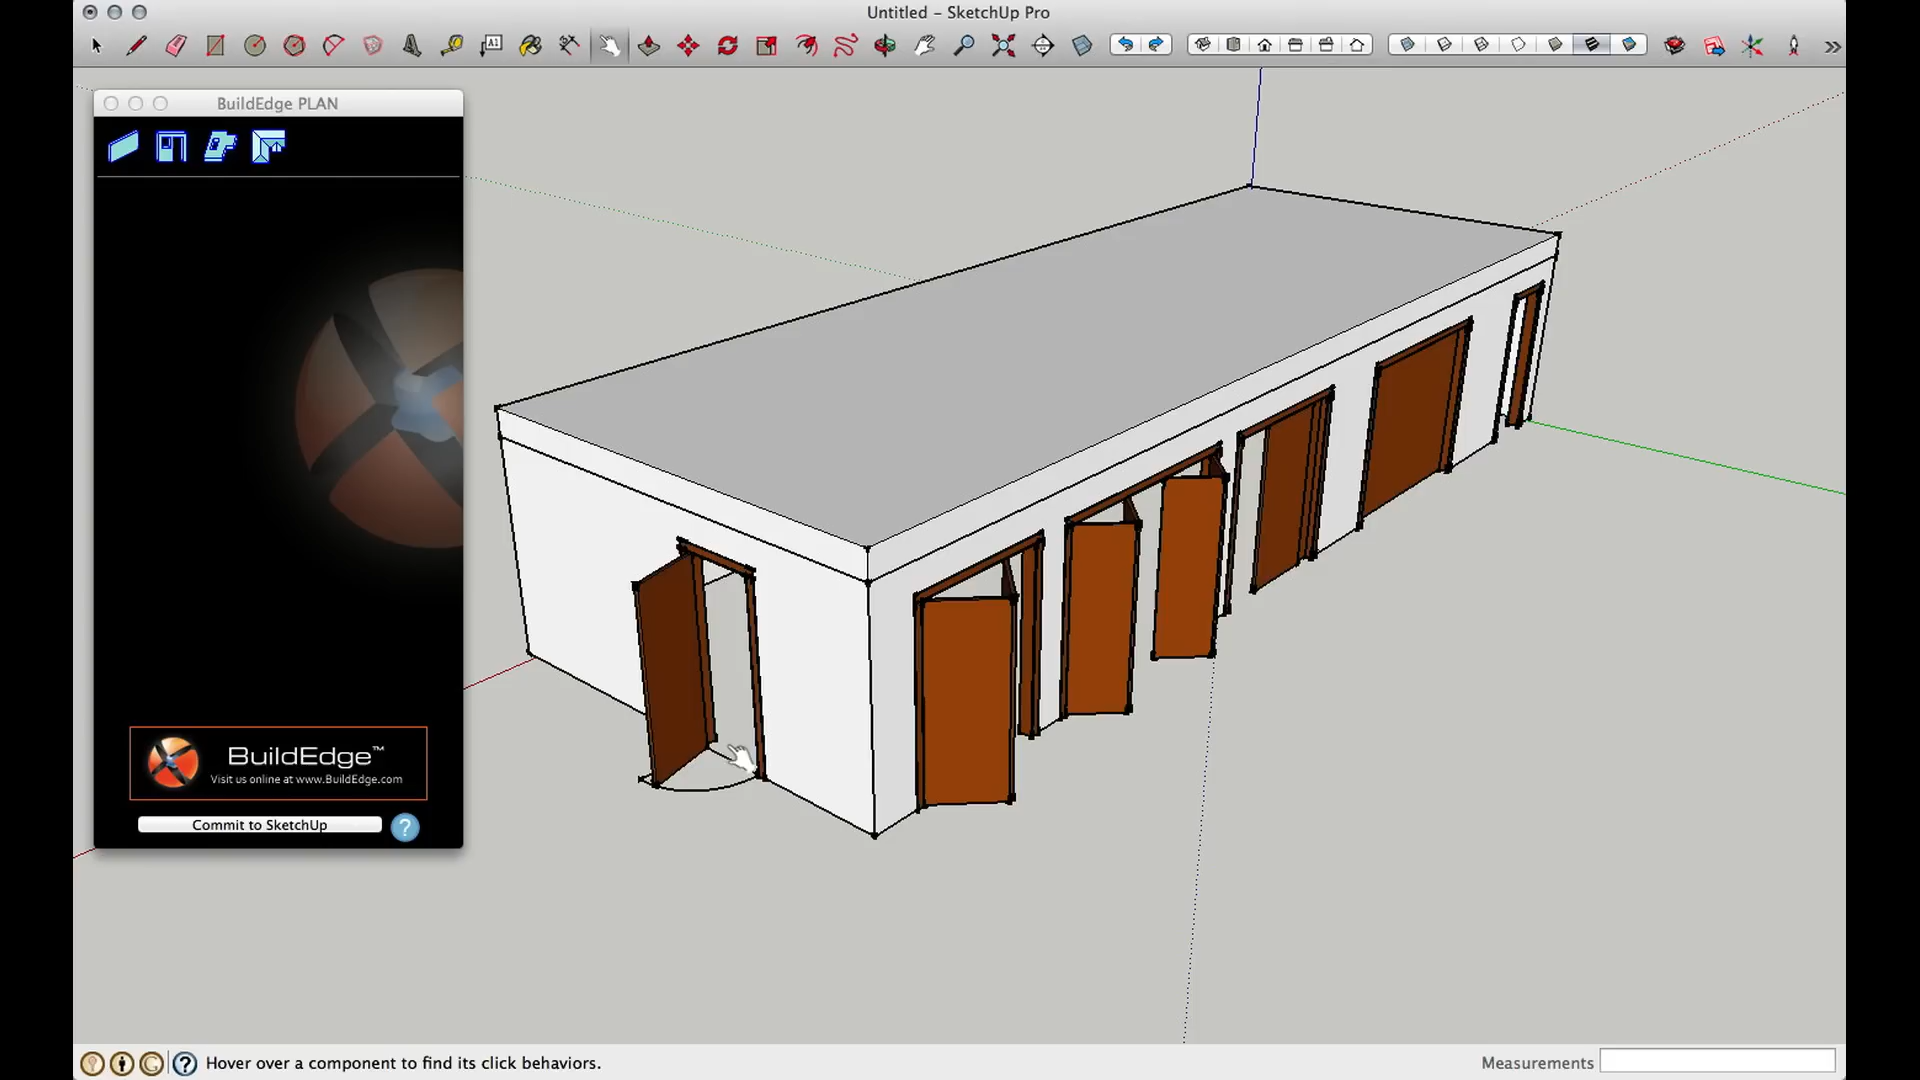 Untitled – SketchUp Pro
A1
BuildEdge PLAN
BuildEdge™
Visit us online at www.BuildEdge.com
Commit to SketchUp
?
? Hover over a component to find its click behaviors.
Measurements